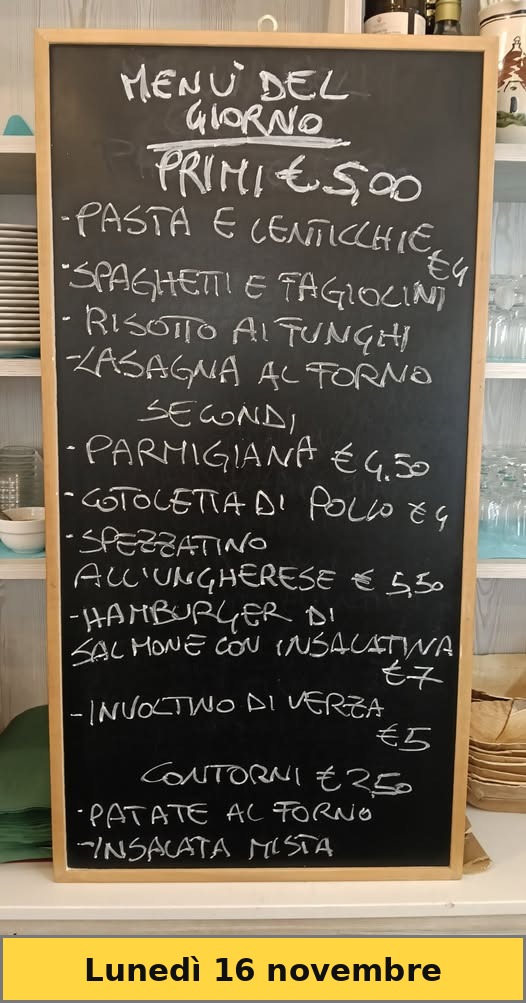 MENÙ DEL
GIORNO
PRIMI € 5,00
-PASTA E LENTICCHIE
€4
-SPAGHETTI E FAGIOLINI
- RISOTTO AI FUNGHI
-LASAGNA AL FORNO
SECONDI
- PARMIGIANA € 4,50
- COTOLETTA DI POLLO €4
- SPEZZATINO
ALL'UNGHERESE € 5,50
-HAMBURGER DI
SALMONE CON INSALATINA
€7
-INVOLTINO DI VERZA
€5
CONTORNI € 2,50
-PATATE AL FORNO
-INSALATA MISTA
Lunedì 16 novembre